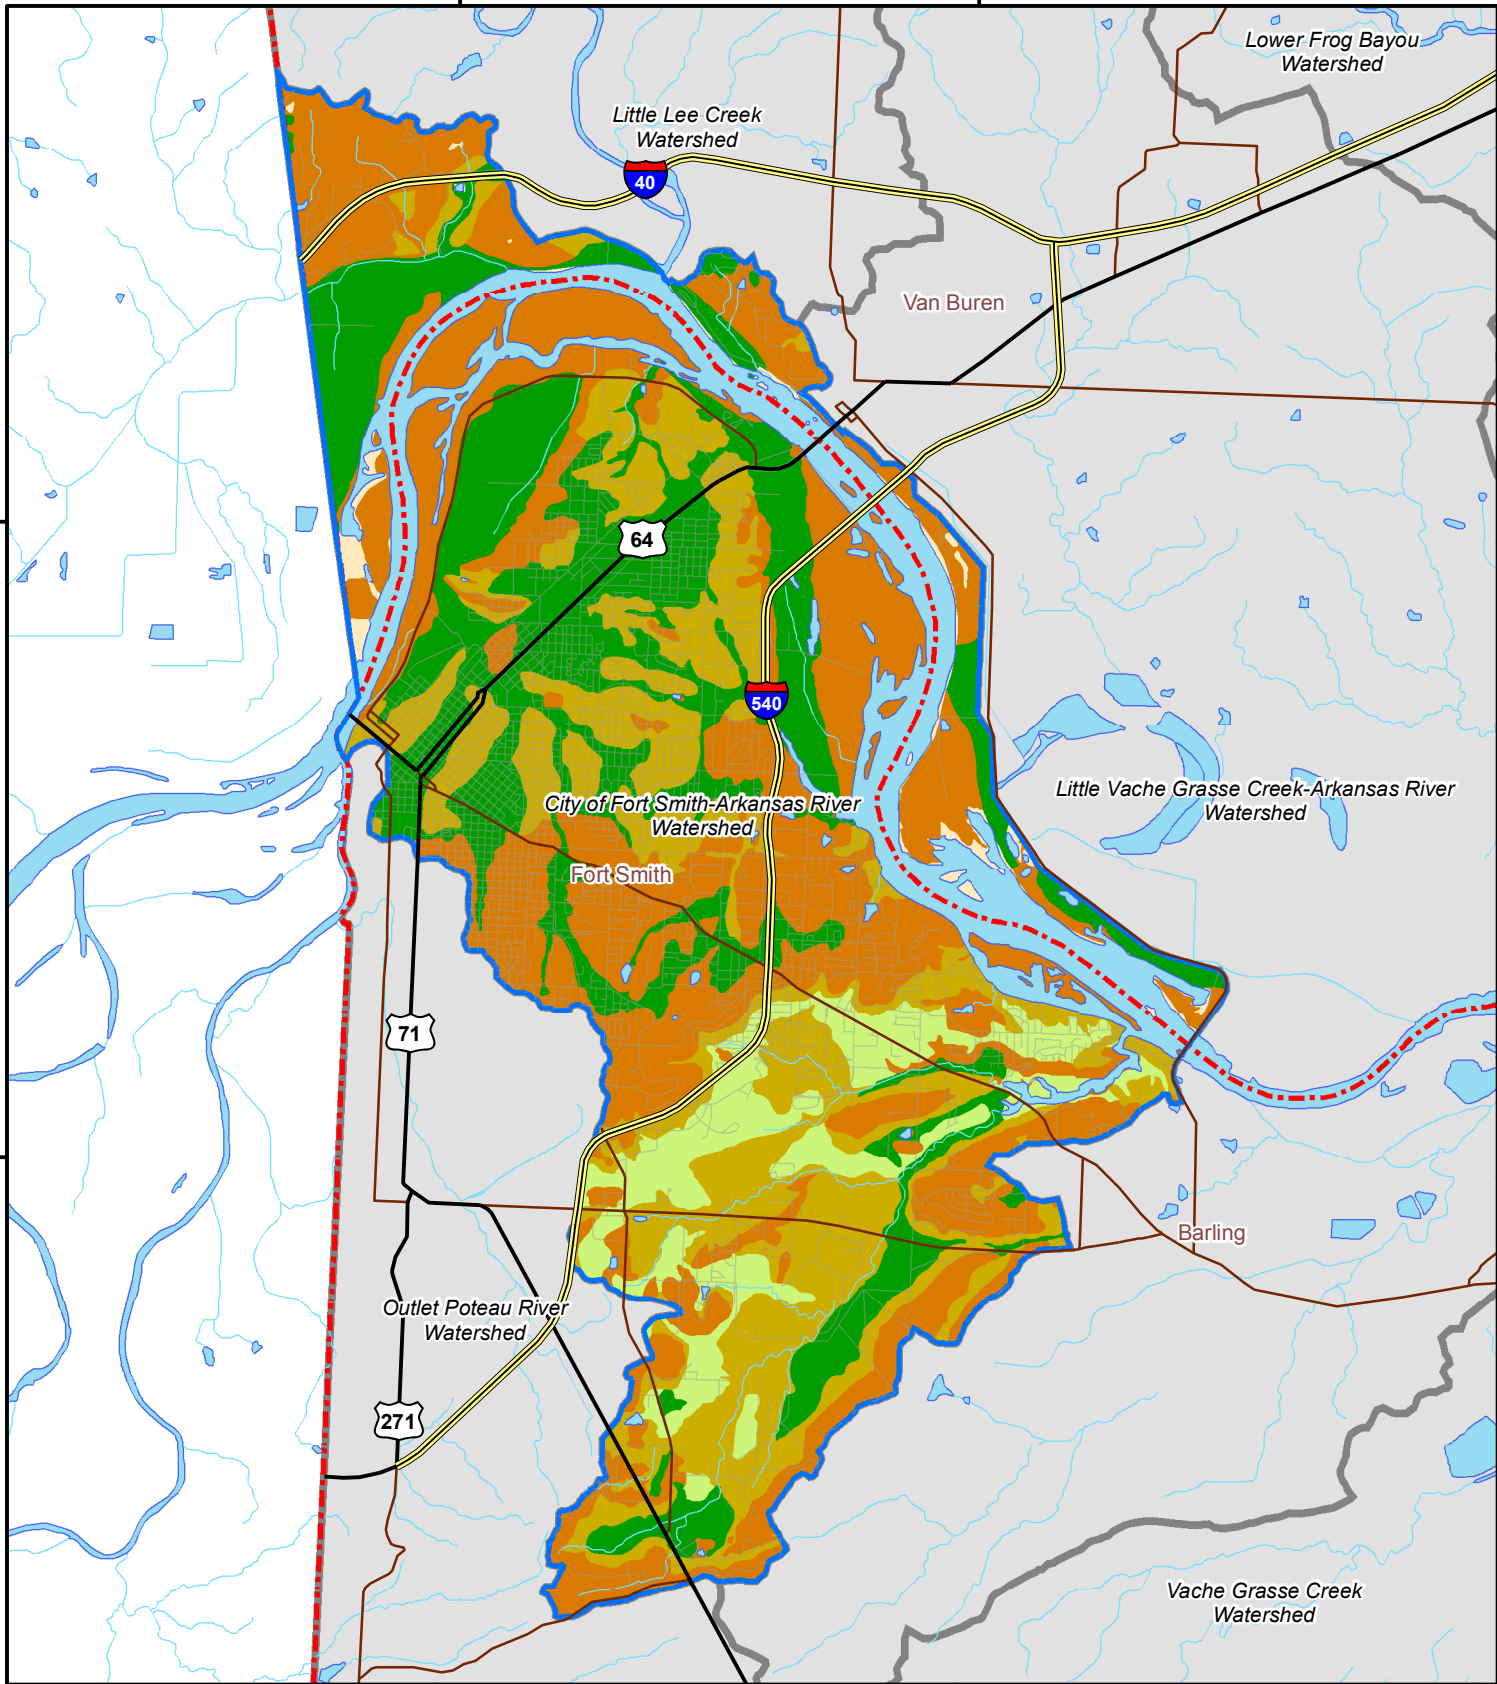 Lower Frog Bayou
Watershed
Little Lee Creek
Watershed
40
Van Buren
64
540
Little Vache Grasse Creek-Arkansas River
Watershed
City of Fort Smith-Arkansas River
Watershed
Fort Smith
71
Barling
Outlet Poteau River
Watershed
271
Vache Grasse Creek
Watershed